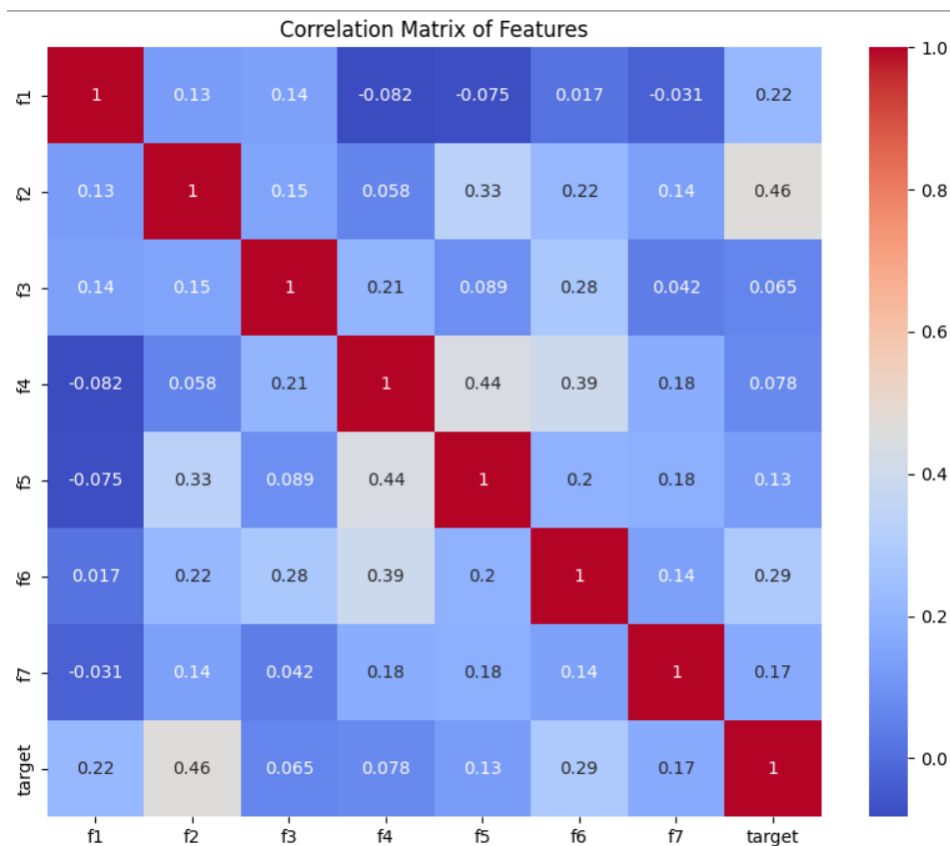 Correlation Matrix of Features
f1 1 0.13 0.14 -0.082 -0.075 0.017 -0.031 0.22
f2 0.13 1 0.15 0.058 0.33 0.22 0.14 0.46
f3 0.14 0.15 1 0.21 0.089 0.28 0.042 0.065
f4 -0.082 0.058 0.21 1 0.44 0.39 0.18 0.078
f5 -0.075 0.33 0.089 0.44 1 0.2 0.18 0.13
f6 0.017 0.22 0.28 0.39 0.2 1 0.14 0.29
f7 -0.031 0.14 0.042 0.18 0.18 0.14 1 0.17
target 0.22 0.46 0.065 0.078 0.13 0.29 0.17 1
f1 f2 f3 f4 f5 f6 f7 target
1.0
0.8
0.6
0.4
0.2
0.0